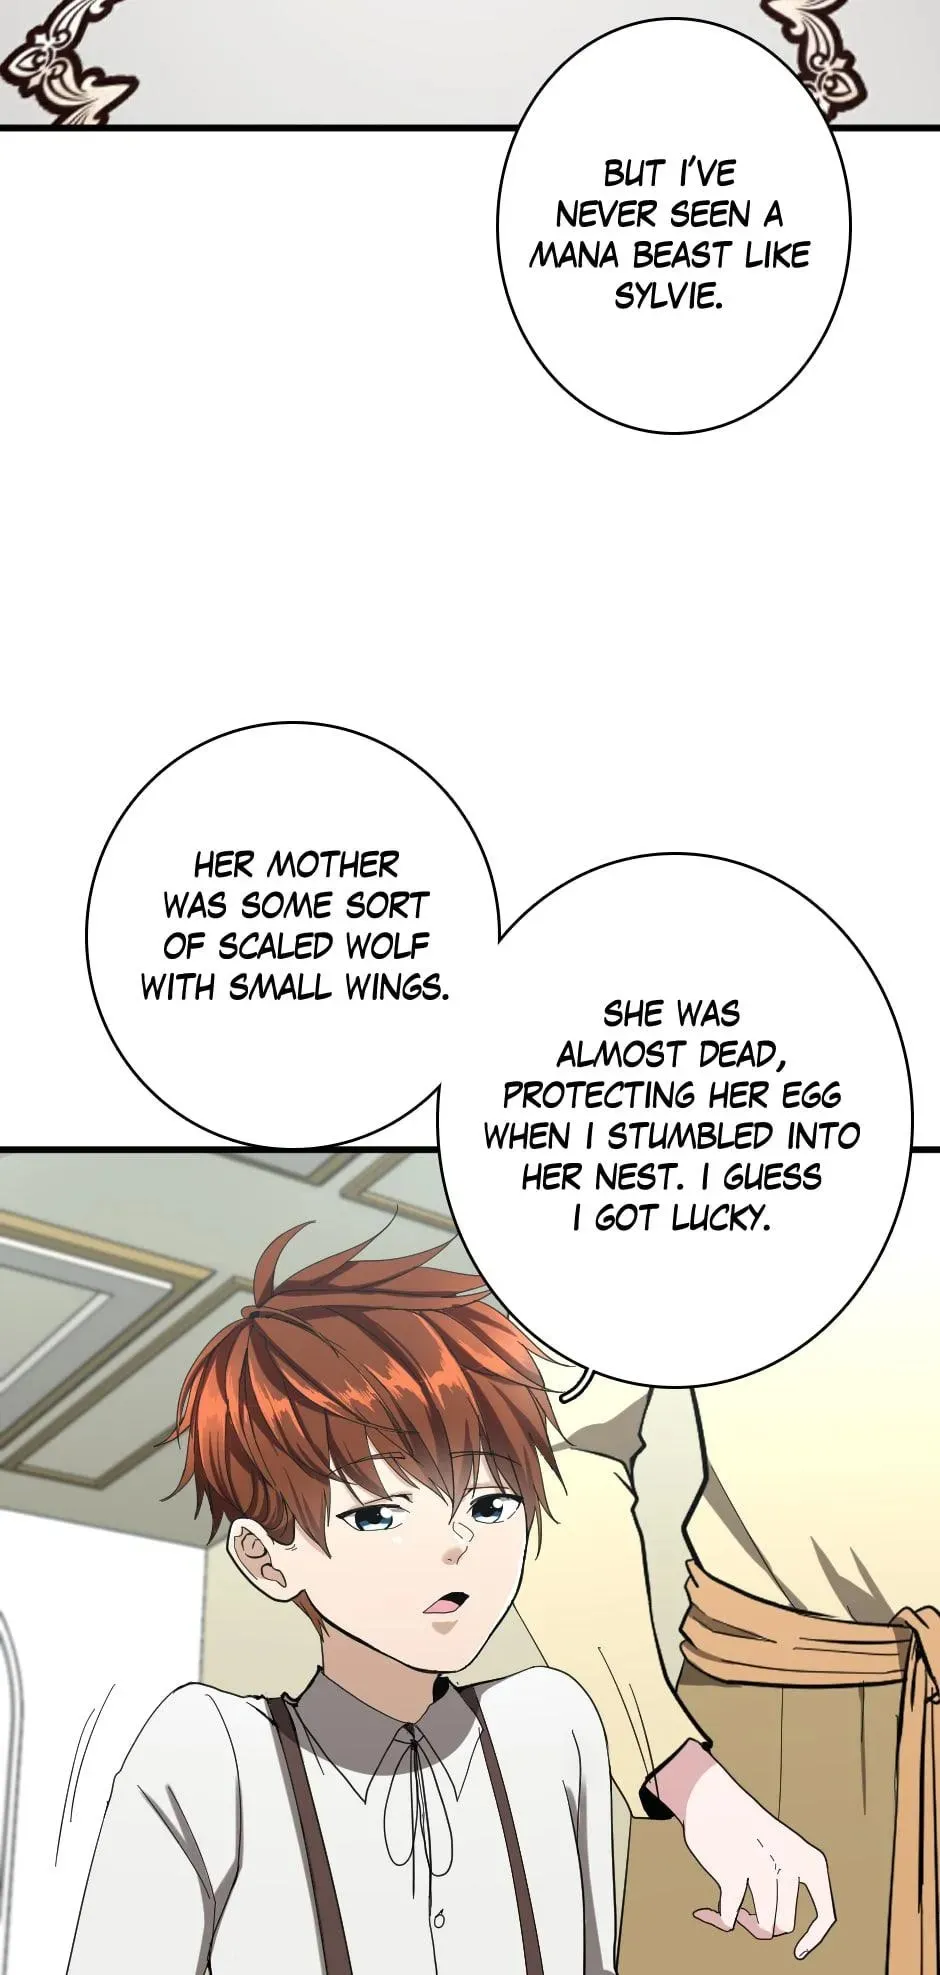 BUT I'VE
NEVER SEEN A
MANA BEAST LIKE
SYLVIE.
HER MOTHER
WAS SOME SORT
OF SCALED WOLF
WITH SMALL WINGS.
SHE WAS
ALMOST DEAD,
PROTECTING HER EGG
WHEN I STUMBLED INTO
HER NEST. I GUESS
I GOT LUCKY.